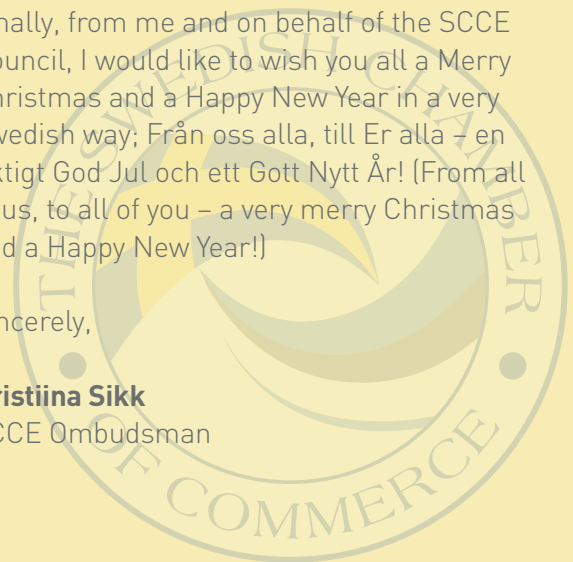 nally, from me and on behalf of the SCCE
ouncil, I would like to wish you all a Merry
hristmas and a Happy New Year in a very
wedish way; Från oss alla, till Er alla – en
ktigt God Jul och ett Gott Nytt År! (From all
us, to all of you – a very merry Christmas
d a Happy New Year!)
ncerely,
ristiina Sikk
CCE Ombudsman
THE SWEDISH CHAMBER
OF COMMERCE